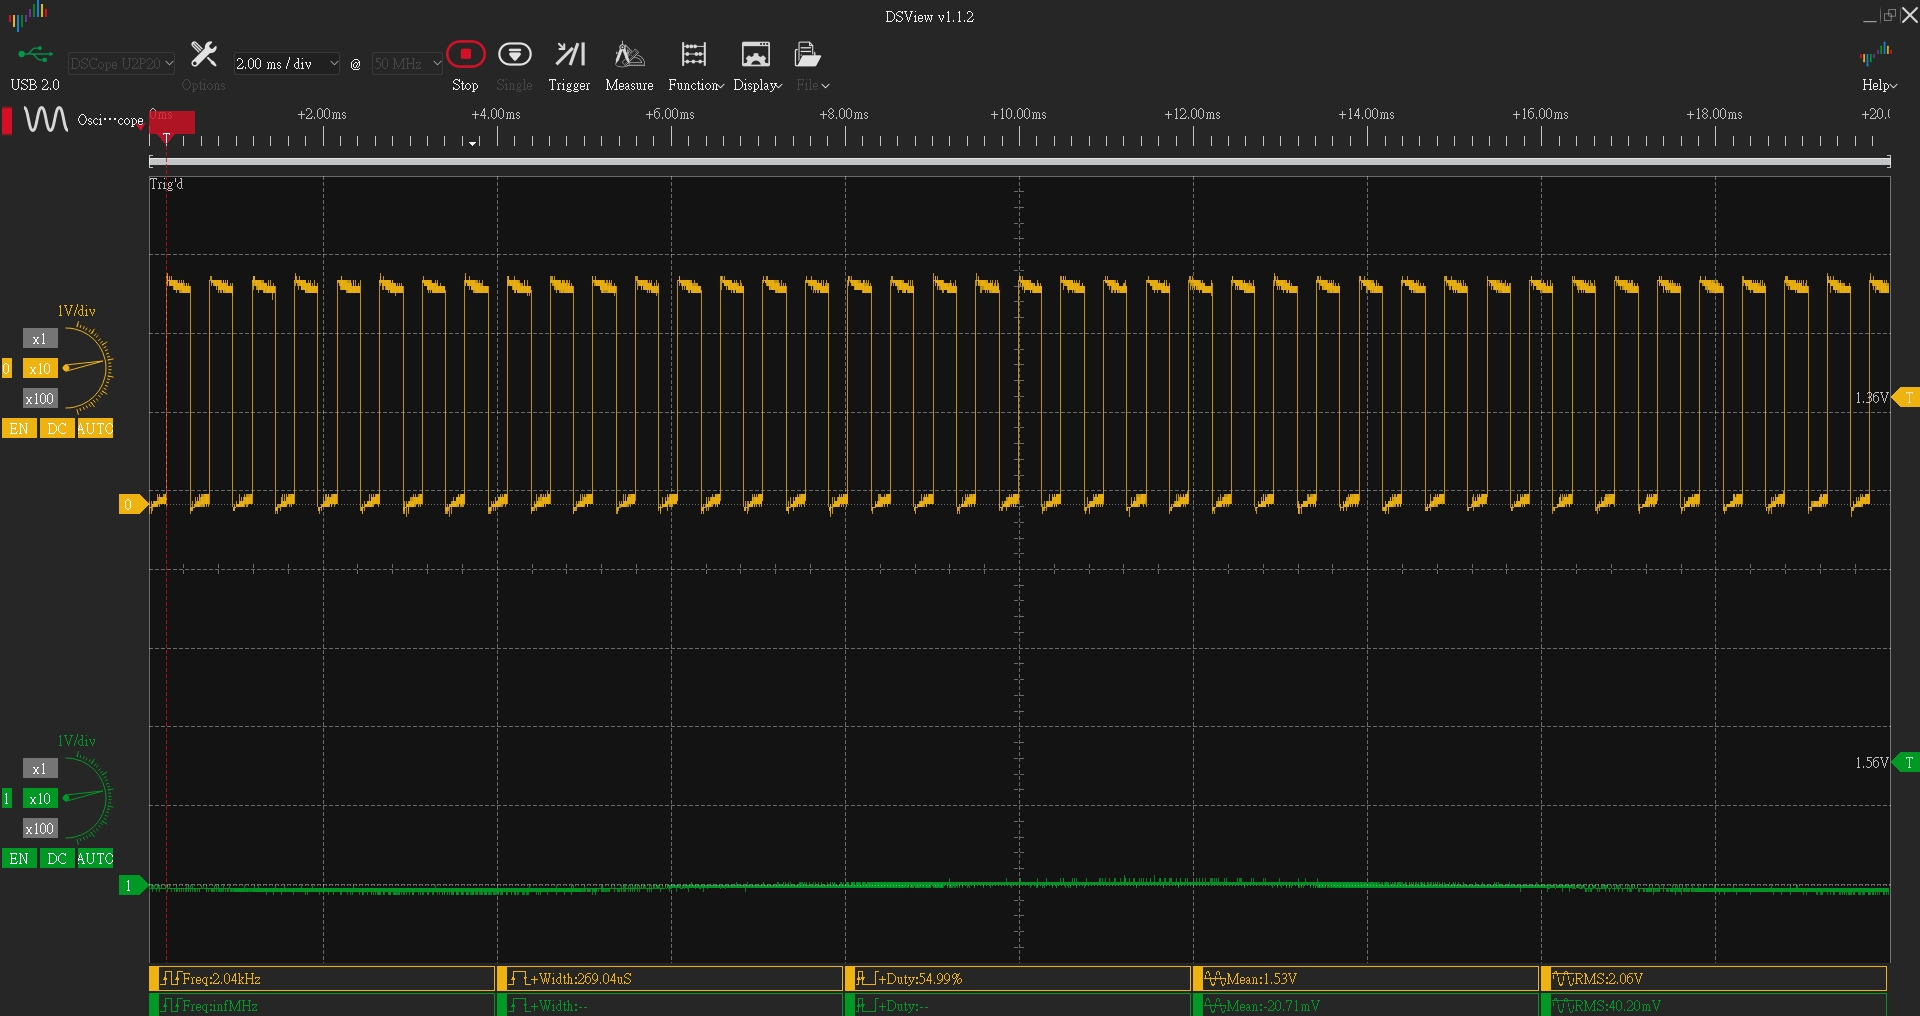 DSView v1.1.2
USB 2.0
DSCope U2P20
Options
2.00 ms / div
@
50 MHz
Stop
Single
Trigger
Measure
Function
Display
File
Help
Osci···cope
0ms
+2.00ms
+4.00ms
+6.00ms
+8.00ms
+10.00ms
+12.00ms
+14.00ms
+16.00ms
+18.00ms
+20.0
T
Trig'd
1V/div
x1
0
x10
x100
EN
DC
AUTO
0
1.36V
T
1V/div
x1
1
x10
x100
EN
DC
AUTO
1
1.56V
T
Freq:2.04kHz
+Width:269.04uS
+Duty:54.99%
Mean:1.53V
RMS:2.06V
Freq:infMHz
+Width:--
+Duty:--
Mean:-20.71mV
RMS:40.20mV